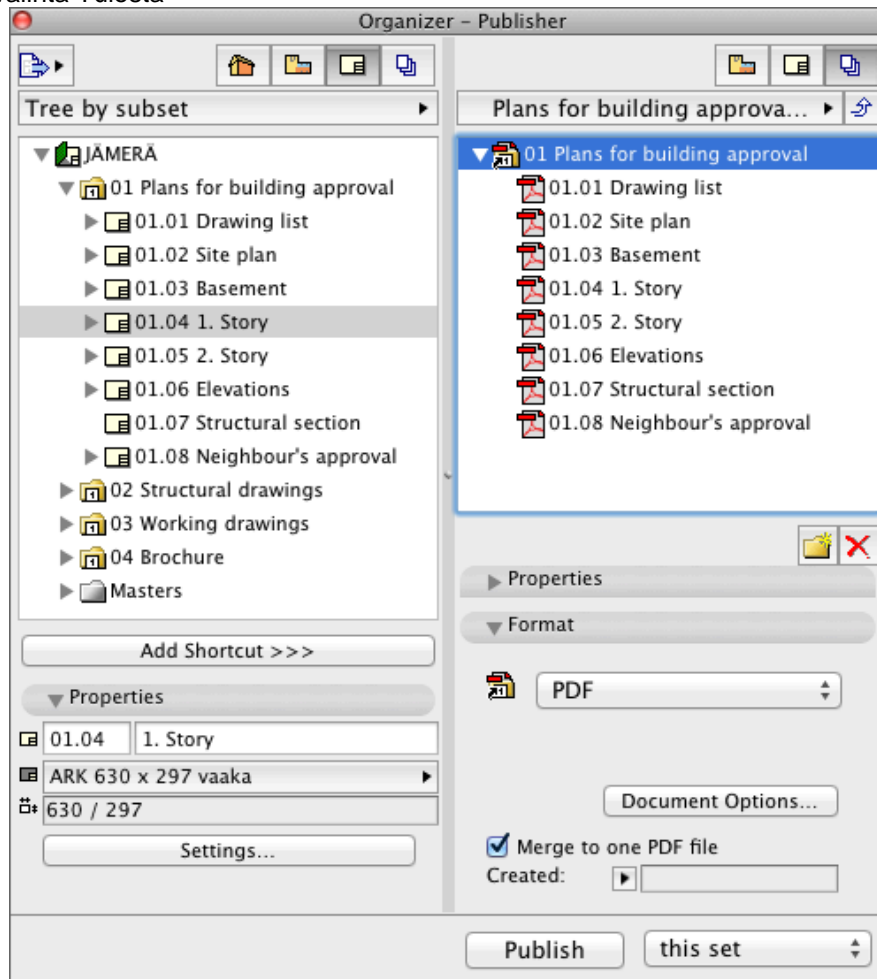 Organizer – Publisher
Tree by subset
JÄMERÄ
01 Plans for building approval
01.01 Drawing list
01.02 Site plan
01.03 Basement
01.04 1. Story
01.05 2. Story
01.06 Elevations
01.07 Structural section
01.08 Neighbour's approval
02 Structural drawings
03 Working drawings
04 Brochure
Masters
Add Shortcut >>>
Properties
01.04 1. Story
ARK 630 x 297 vaaka
630 / 297
Settings...
Plans for building approva...
01 Plans for building approval
01.01 Drawing list
01.02 Site plan
01.03 Basement
01.04 1. Story
01.05 2. Story
01.06 Elevations
01.07 Structural section
01.08 Neighbour's approval
Properties
Format
PDF
Document Options...
Merge to one PDF file
Created:
Publish this set